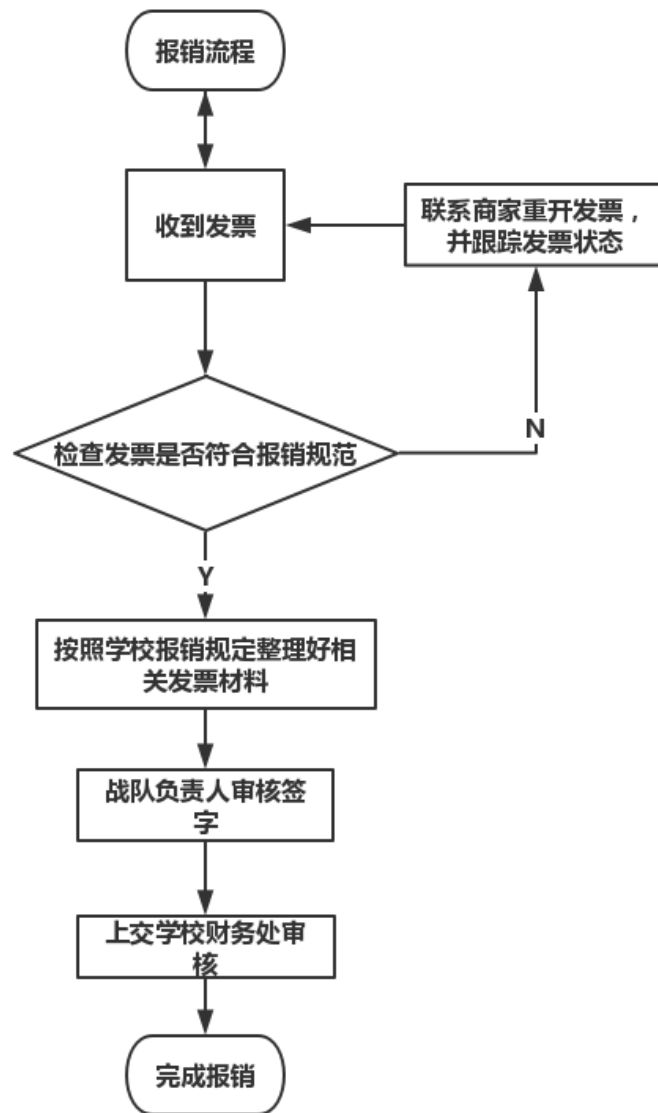 报销流程
收到发票
联系商家重开发票，
并跟踪发票状态
检查发票是否符合报销规范
N
Y
按照学校报销规定整理好相
关发票材料
战队负责人审核签
字
上交学校财务处审
核
完成报销